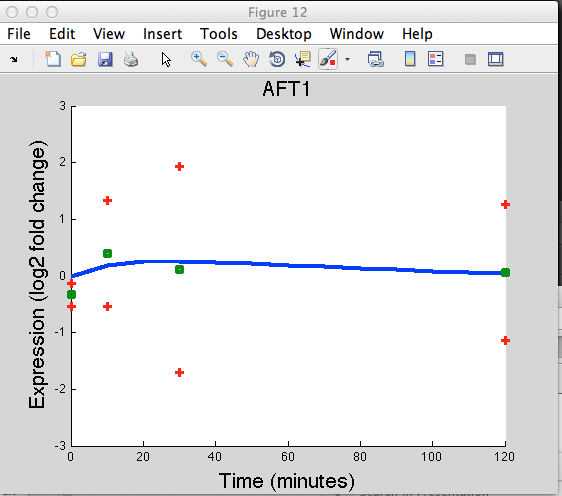 Figure 12
File Edit View Insert Tools Desktop Window Help
AFT1
Expression (log2 fold change)
3
2
1
0
-1
-2
-3
0 20 40 60 80 100 120
Time (minutes)